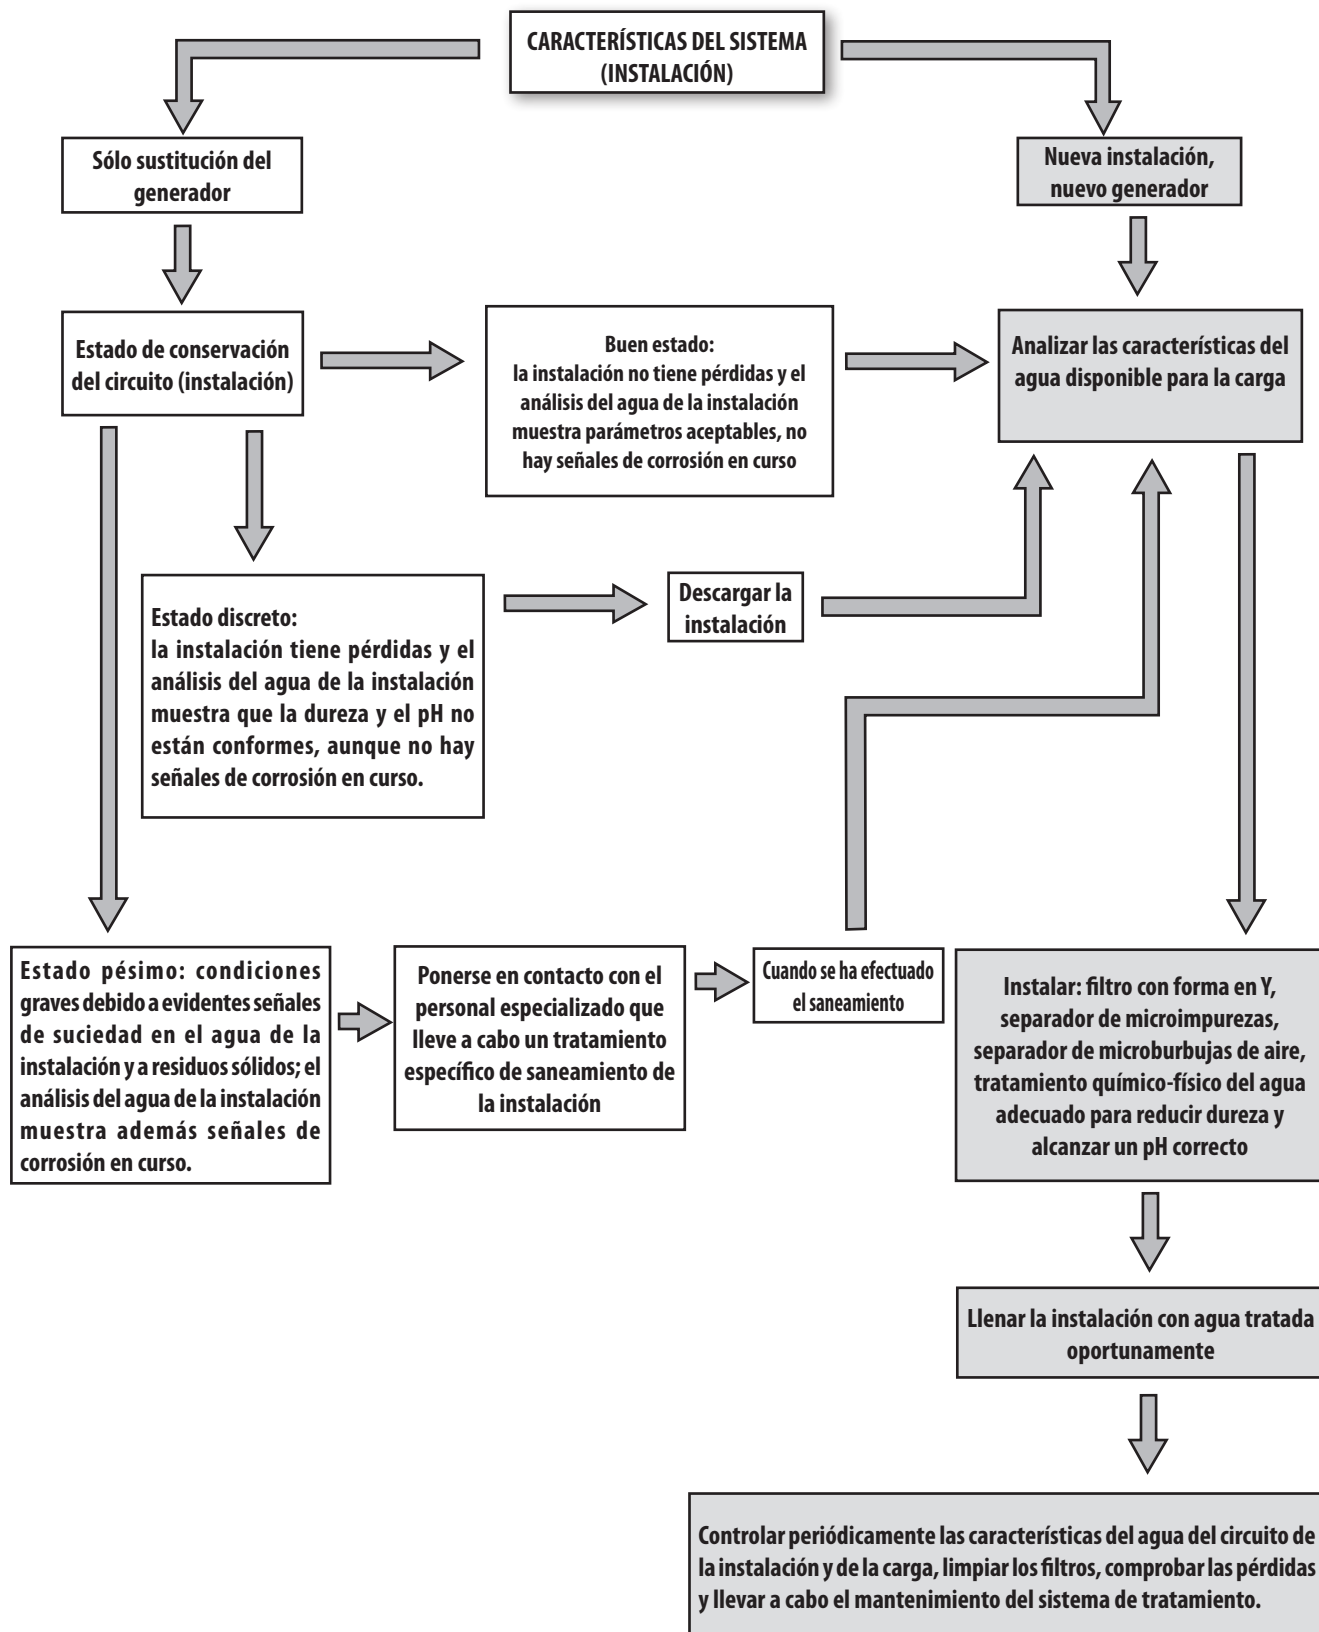 CARACTERÍSTICAS DEL SISTEMA
(INSTALACIÓN)
Sólo sustitución del
generador
Nueva instalación,
nuevo generador
Estado de conservación
del circuito (instalación)
Buen estado:
la instalación no tiene pérdidas y el
análisis del agua de la instalación
muestra parámetros aceptables, no
hay señales de corrosión en curso
Analizar las características del
agua disponible para la carga
Estado discreto:
la instalación tiene pérdidas y el
análisis del agua de la instalación
muestra que la dureza y el pH no
están conformes, aunque no hay
señales de corrosión en curso.
Descargar la
instalación
Estado pésimo: condiciones
graves debido a evidentes señales
de suciedad en el agua de la
instalación y a residuos sólidos; el
análisis del agua de la instalación
muestra además señales de
corrosión en curso.
Ponerse en contacto con el
personal especializado que
lleve a cabo un tratamiento
específico de saneamiento de
la instalación
Cuando se ha efectuado
el saneamiento
Instalar: filtro con forma en Y,
separador de microimpurezas,
separador de microburbujas de aire,
tratamiento químico-físico del agua
adecuado para reducir dureza y
alcanzar un pH correcto
Llenar la instalación con agua tratada
oportunamente
Controlar periódicamente las características del agua del circuito de
la instalación y de la carga, limpiar los filtros, comprobar las pérdidas
y llevar a cabo el mantenimiento del sistema de tratamiento.